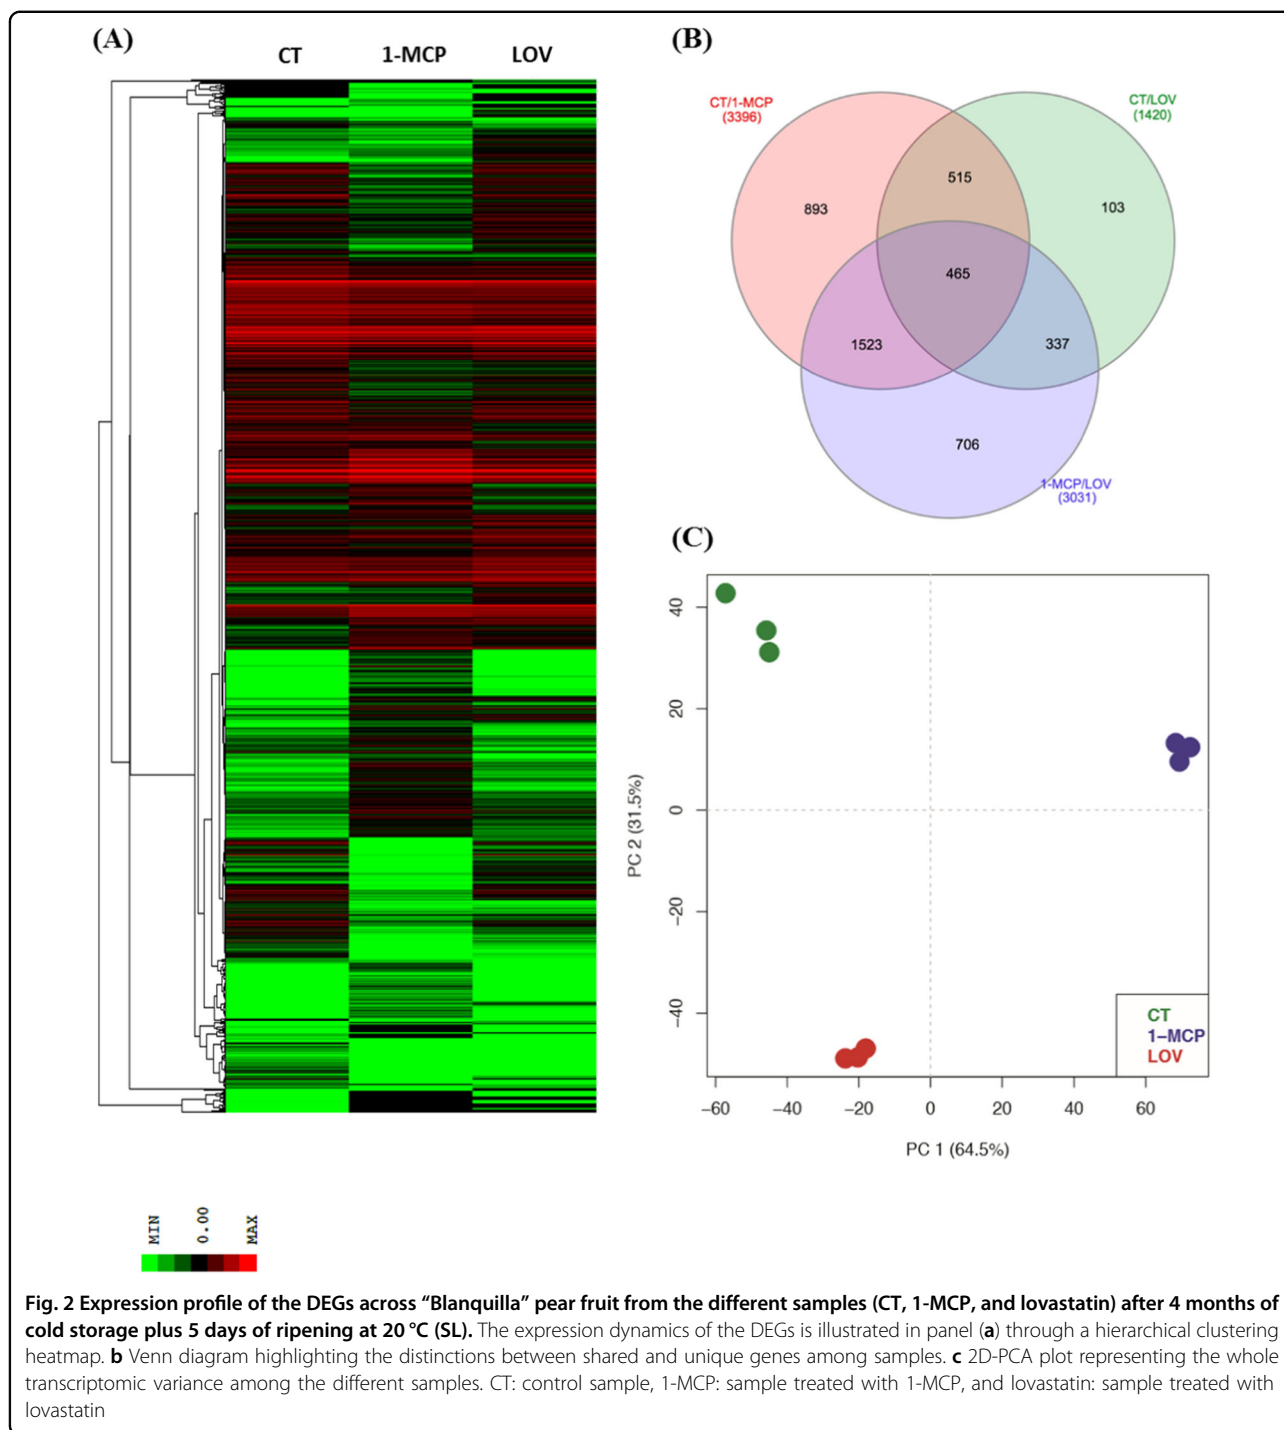 (A)
CT
1-MCP
LOV
MIN
0.00
MAX
(B)
CT/1-MCP
(3396)
CT/LOV
(1420)
515
893
103
465
1523
337
706
1-MCP/LOV
(3031)
(C)
PC 2 (31.5%)
40
20
0
−20
−40
CT
1−MCP
LOV
−60
−40
−20
0
20
40
60
PC 1 (64.5%)
Fig. 2 Expression profile of the DEGs across “Blanquilla” pear fruit from the different samples (CT, 1-MCP, and lovastatin) after 4 months of
cold storage plus 5 days of ripening at 20 °C (SL). The expression dynamics of the DEGs is illustrated in panel (a) through a hierarchical clustering
heatmap. b Venn diagram highlighting the distinctions between shared and unique genes among samples. c 2D-PCA plot representing the whole
transcriptomic variance among the different samples. CT: control sample, 1-MCP: sample treated with 1-MCP, and lovastatin: sample treated with
lovastatin